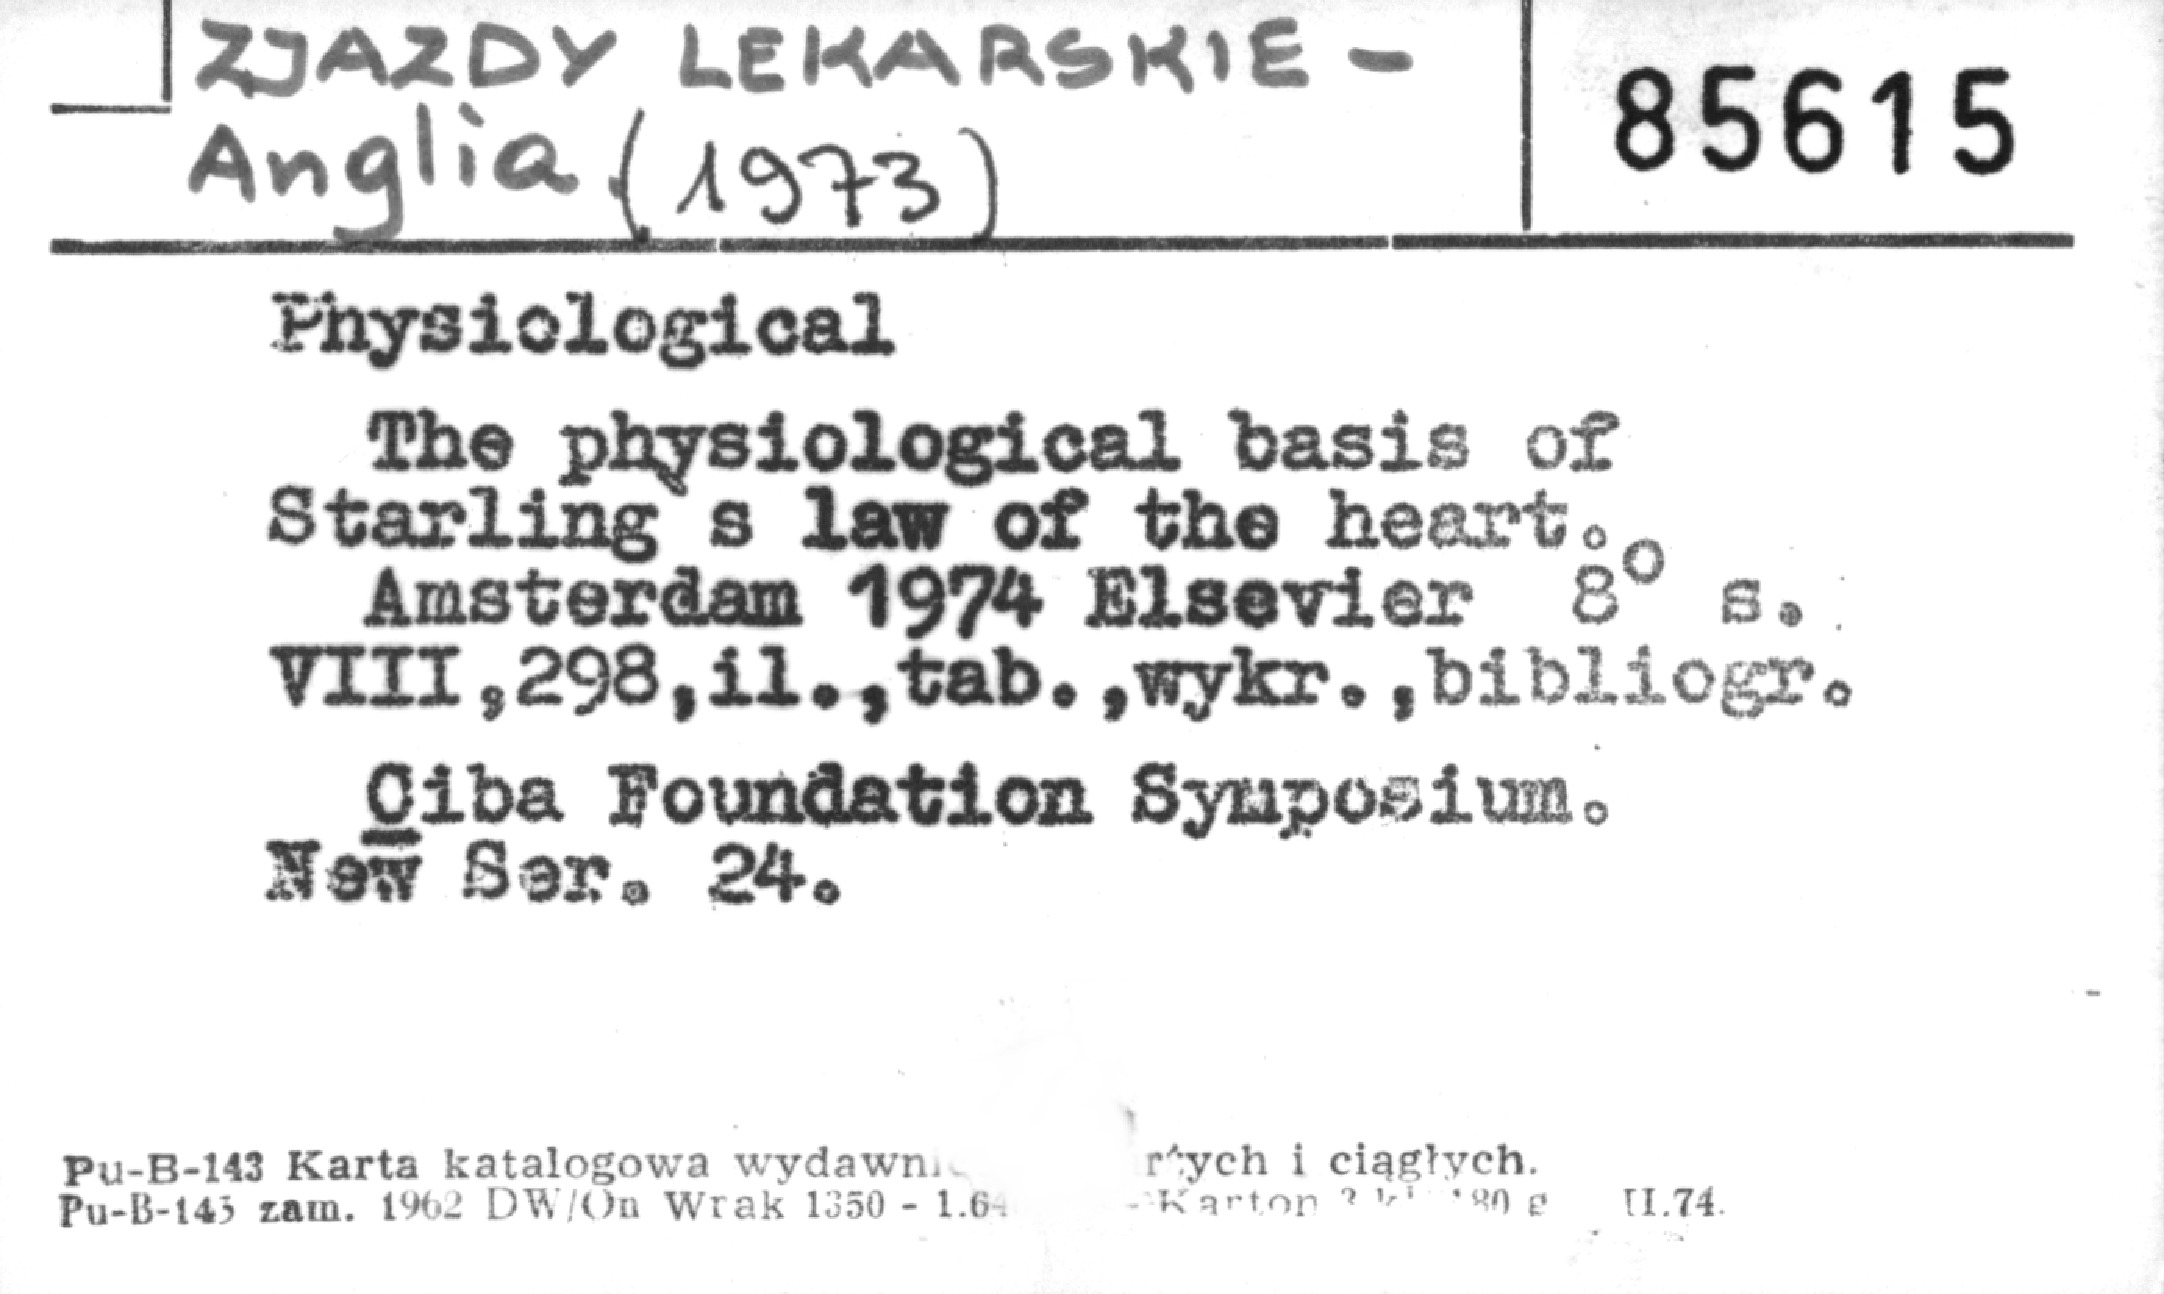 ZJAZDY LEKARSKIE -
Anglia (1973)
85615
Physiological
The physiological basis of
Starling´s law of the heart.
Amsterdam 1974 Elsevier 8° s.
VIII,298,il.,tab.,wykr.,bibliogr.
Ciba Foundation Symposium.
New Ser. 24.
Pu-B-143 Karta katalogowa i ciągłych.
Pu-B-145 zam. 1962 DW/On Wrak 1350 - Karton II.74.